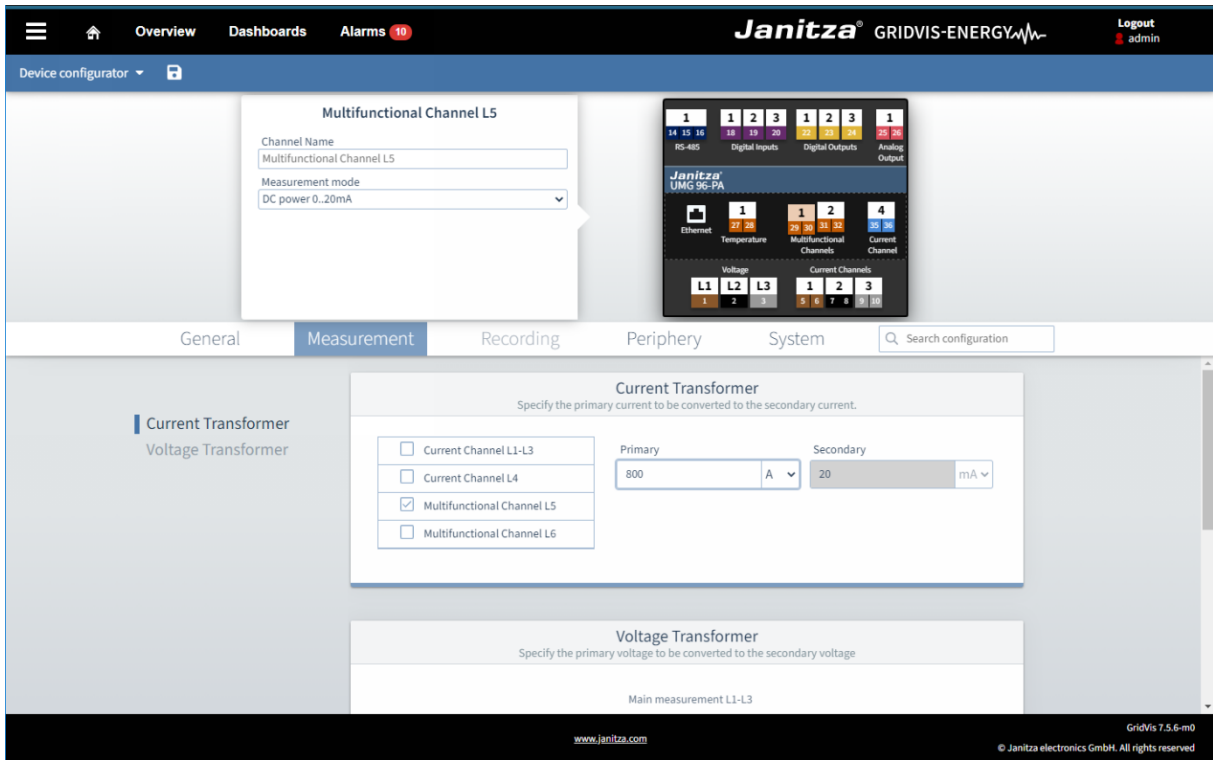 Overview Dashboards Alarms 10 Janitza® GRIDVIS-ENERGY Logout
admin
Device configurator
Multifunctional Channel L5
Channel Name
Multifunctional Channel L5
Measurement mode
DC power 0..20mA
1 1 2 3 1 2 3 1
14 15 16 18 19 20 22 23 24 25 26
RS-485 Digital Inputs Digital Outputs Analog
Output
Janitza®
UMG 96-PA
1 1 2 4
27 28 29 30 31 32 35 36
Ethernet Temperature Multifunctional
Channels Current
Channel
Voltage Current Channels
L1 L2 L3 1 2 3
1 2 3 5 6 7 8 9 10
General Measurement Recording Periphery System Search configuration
Current Transformer
Voltage Transformer
Current Transformer
Specify the primary current to be converted to the secondary current.
Current Channel L1-L3
Current Channel L4
Multifunctional Channel L5
Multifunctional Channel L6
Primary Secondary
800 A 20 mA
Voltage Transformer
Specify the primary voltage to be converted to the secondary voltage
Main measurement L1-L3
www.janitza.com
GridVis 7.5.6-m0
© Janitza electronics GmbH. All rights reserved